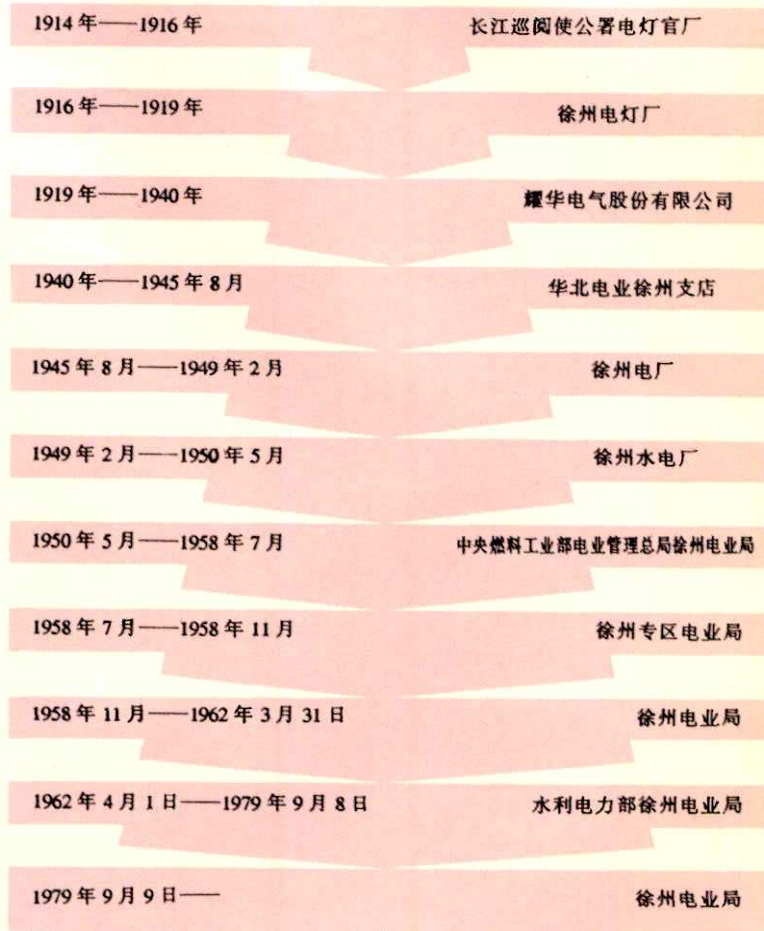 1914年——1916年 长江巡阅使公署电灯官厂
1916年——1919年 徐州电灯厂
1919年——1940年 耀华电气股份有限公司
1940年——1945年8月 华北电业徐州支店
1945年8月——1949年2月 徐州电厂
1949年2月——1950年5月 徐州水电厂
1950年5月——1958年7月 中央燃料工业部电业管理总局徐州电业局
1958年7月——1958年11月 徐州专区电业局
1958年11月——1962年3月31日 徐州电业局
1962年4月1日——1979年9月8日 水利电力部徐州电业局
1979年9月9日—— 徐州电业局